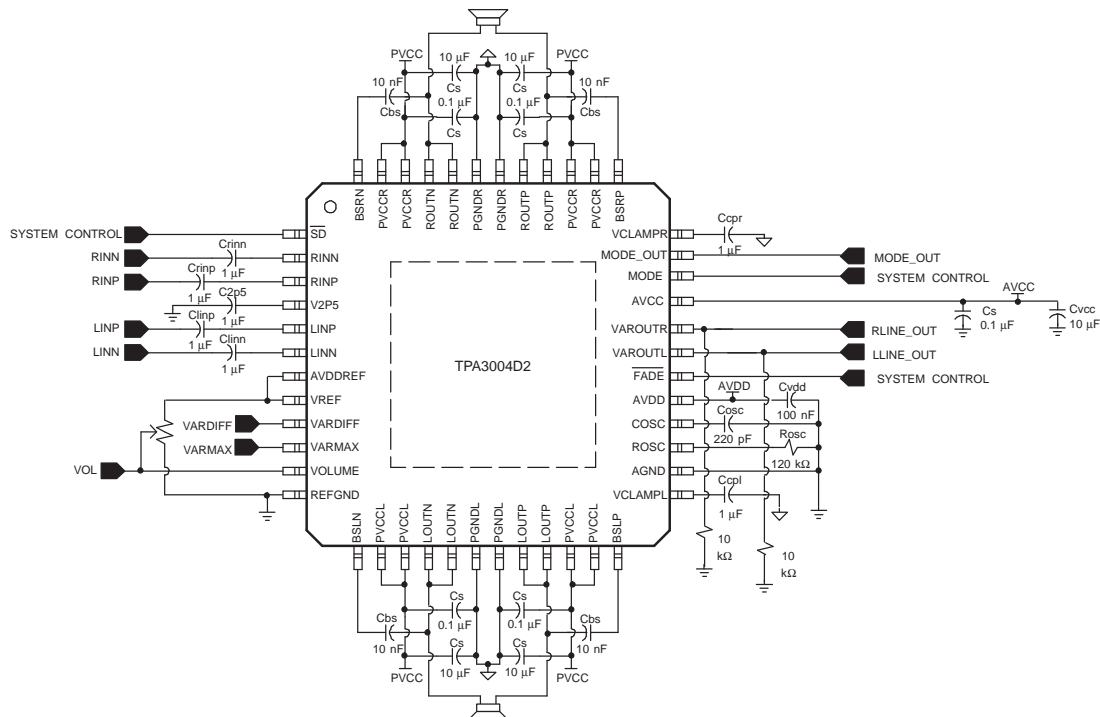 PVCC 10 µF 10 µF PVCC
10 nF Cs Cs 10 nF
0.1 µF 0.1 µF
Cbs Cs Cs Cbs
BSRN PVCCR PVCCR ROUTN ROUTN PGNDR PGNDR ROUTP ROUTP PVCCR PVCCR BSRP
SYSTEM CONTROL SD
RINN Crinn 1 µF RINN
RINP Crinp 1 µF RINP
C2p5 1 µF V2P5
LINP Clinp 1 µF LINP
LINN Clinn 1 µF LINN
AVDDREF
VREF
VARDIFF VARDIFF
VARMAX VARMAX
VOL VOLUME
REFGND
TPA3004D2
VCLAMPR Ccpr 1 µF
MODE_OUT MODE_OUT
MODE SYSTEM CONTROL
AVCC AVCC
Cs 0.1 µF Cvcc 10 µF
VAROUTR RLINE_OUT
VAROUTL LLINE_OUT
FADE SYSTEM CONTROL
AVDD AVDD Cvdd 100 nF
COSC Cosc 220 pF
ROSC Rosc 120 kΩ
AGND
VCLAMPL Ccpl 1 µF
10 kΩ
10 kΩ
BSLN PVCCL PVCCL LOUTN LOUTN PGNDL PGNDL LOUTP LOUTP PVCCL PVCCL BSLP
Cs Cs
0.1 µF 0.1 µF
Cbs Cs Cs Cbs
10 nF 10 nF
PVCC 10 µF 10 µF PVCC